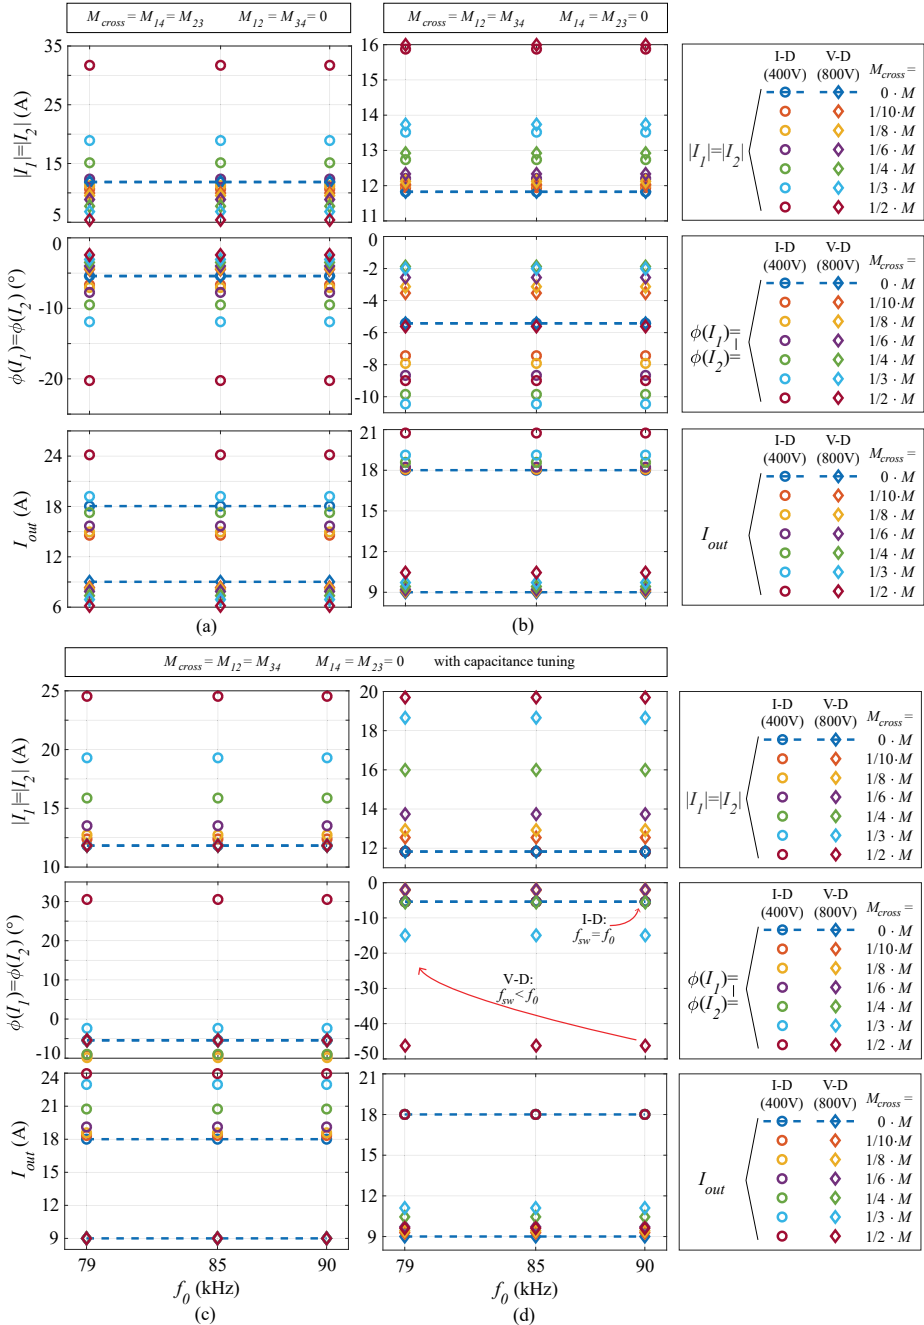 M_cross = M_14 = M_23   M_12 = M_34 = 0
M_cross = M_12 = M_34   M_14 = M_23 = 0
|I_1|=|I_2| (A)
35
25
15
5
16
15
14
13
12
11
I-D (400V)   V-D (800V)   M_cross =
|I_1|=|I_2|
0 · M
1/10·M
1/8 · M
1/6 · M
1/4 · M
1/3 · M
1/2 · M
ϕ(I_1)=ϕ(I_2) (°)
0
-10
-20
0
-2
-4
-6
-8
-10
I-D (400V)   V-D (800V)   M_cross =
ϕ(I_1)=
ϕ(I_2)=
0 · M
1/10·M
1/8 · M
1/6 · M
1/4 · M
1/3 · M
1/2 · M
I_out (A)
24
18
12
6
21
18
15
12
9
I-D (400V)   V-D (800V)   M_cross =
I_out
0 · M
1/10·M
1/8 · M
1/6 · M
1/4 · M
1/3 · M
1/2 · M
(a)
(b)
M_cross = M_12 = M_34   M_14 = M_23 = 0   with capacitance tuning
|I_1|=|I_2| (A)
25
20
15
10
20
18
16
14
12
I-D (400V)   V-D (800V)   M_cross =
|I_1|=|I_2|
0 · M
1/10·M
1/8 · M
1/6 · M
1/4 · M
1/3 · M
1/2 · M
ϕ(I_1)=ϕ(I_2) (°)
30
20
10
0
-10
0
-10
-20
-30
-40
-50
I-D:
f_sw = f_0
V-D:
f_sw < f_0
I-D (400V)   V-D (800V)   M_cross =
ϕ(I_1)=
ϕ(I_2)=
0 · M
1/10·M
1/8 · M
1/6 · M
1/4 · M
1/3 · M
1/2 · M
I_out (A)
24
21
18
15
12
9
21
18
15
12
9
I-D (400V)   V-D (800V)   M_cross =
I_out
0 · M
1/10·M
1/8 · M
1/6 · M
1/4 · M
1/3 · M
1/2 · M
79   85   90
79   85   90
f_0 (kHz)
f_0 (kHz)
(c)
(d)